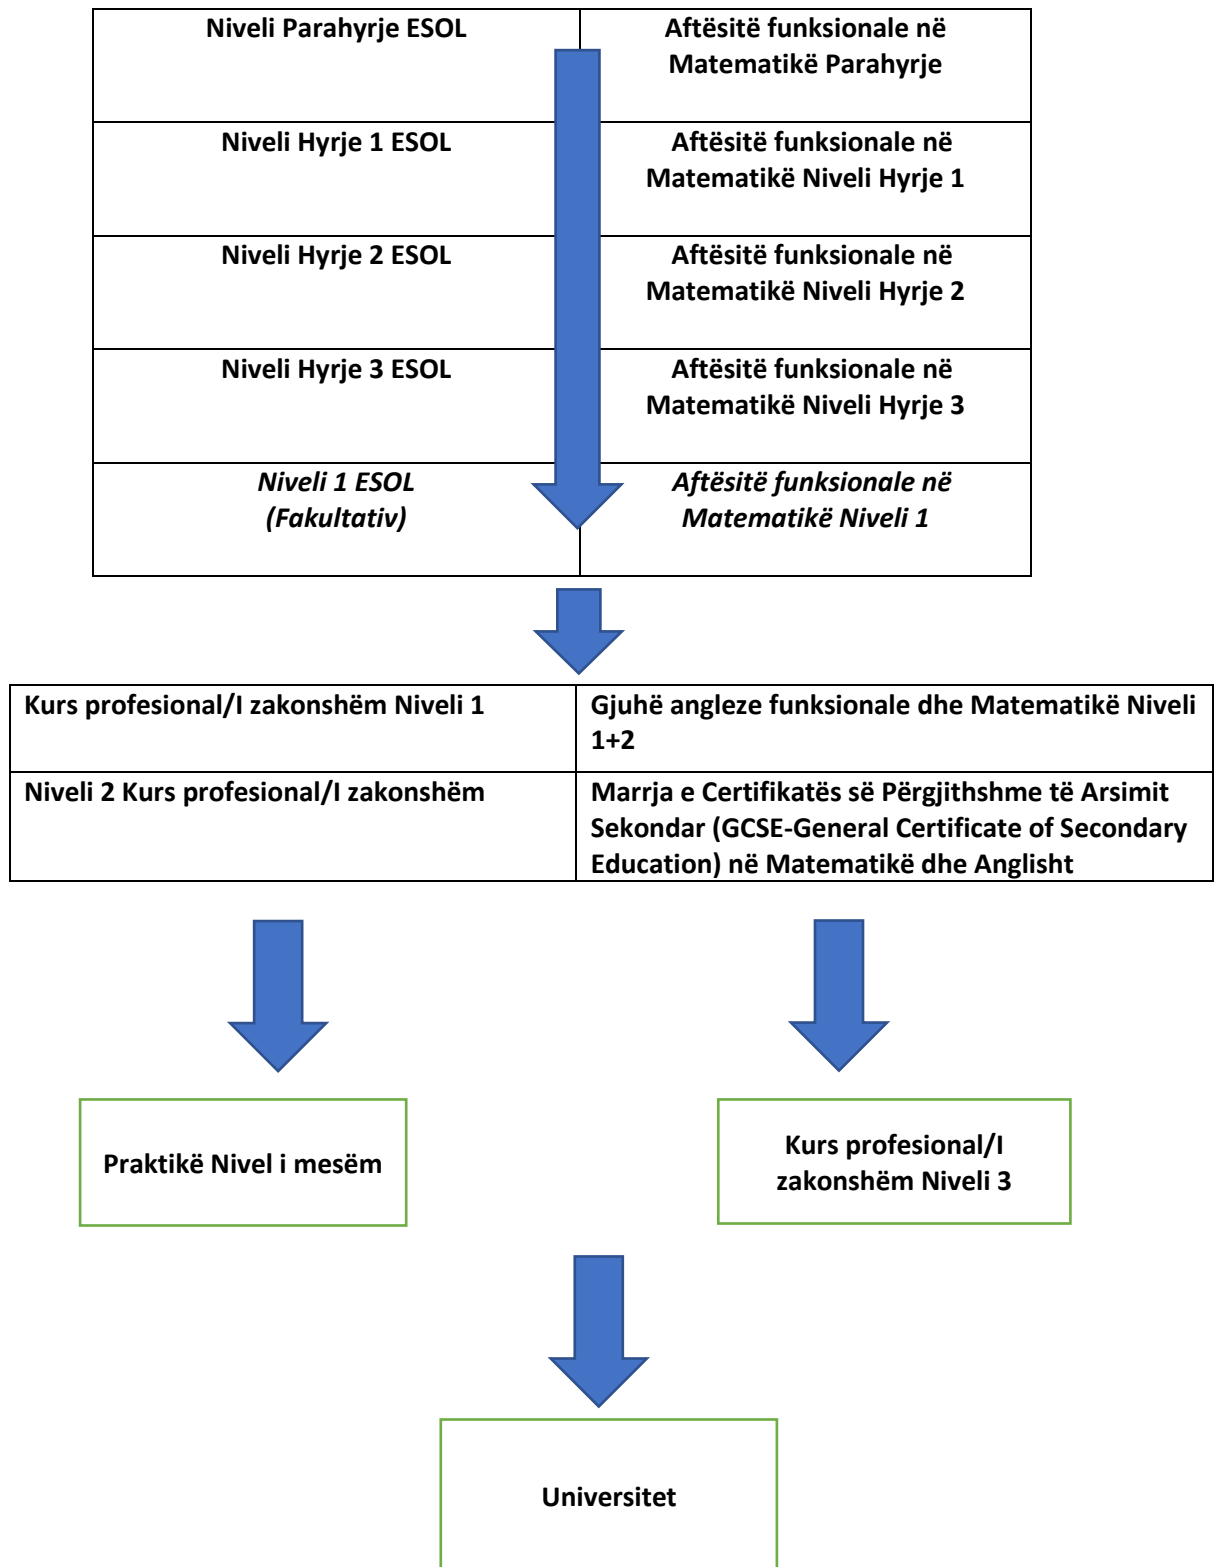 Niveli Parahyrje ESOL
Aftësitë funksionale në
Matematikë Parahyrje
Niveli Hyrje 1 ESOL
Aftësitë funksionale në
Matematikë Niveli Hyrje 1
Niveli Hyrje 2 ESOL
Aftësitë funksionale në
Matematikë Niveli Hyrje 2
Niveli Hyrje 3 ESOL
Aftësitë funksionale në
Matematikë Niveli Hyrje 3
Niveli 1 ESOL
(Fakultativ)
Aftësitë funksionale në
Matematikë Niveli 1
Kurs profesional/I zakonshëm Niveli 1
Gjuhë angleze funksionale dhe Matematikë Niveli
1+2
Niveli 2 Kurs profesional/I zakonshëm
Marrja e Certifikatës së Përgjithshme të Arsimit
Sekondar (GCSE-General Certificate of Secondary
Education) në Matematikë dhe Anglisht
Praktikë Nivel i mesëm
Kurs profesional/I
zakonshëm Niveli 3
Universitet